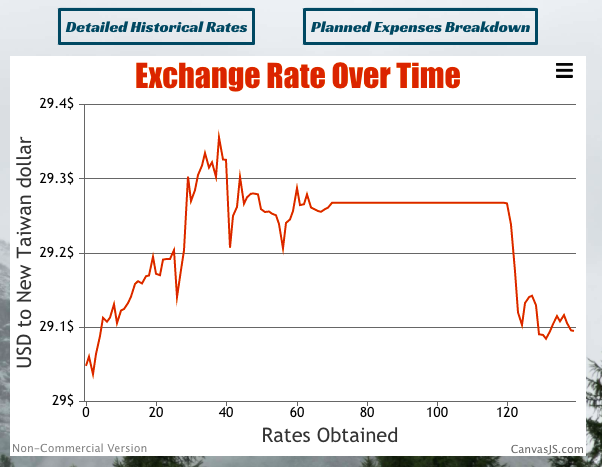 Detailed Historical Rates
Planned Expenses Breakdown
Exchange Rate Over Time
USD to New Taiwan dollar
29.4$
29.3$
29.2$
29.1$
29$
0 20 40 60 80 100 120
Rates Obtained
Non-Commercial Version
CanvasJS.com